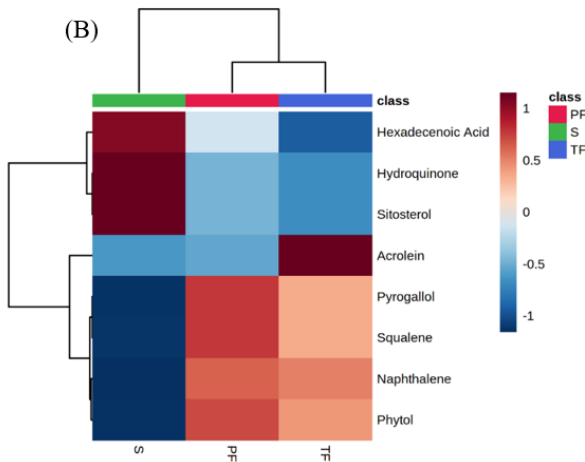 (B)
class
Hexadecenoic Acid
Hydroquinone
Sitosterol
Acrolein
Pyrogallol
Squalene
Naphthalene
Phytol
S
PF
TF
1
0.5
0
-0.5
-1
class
PF
S
TF